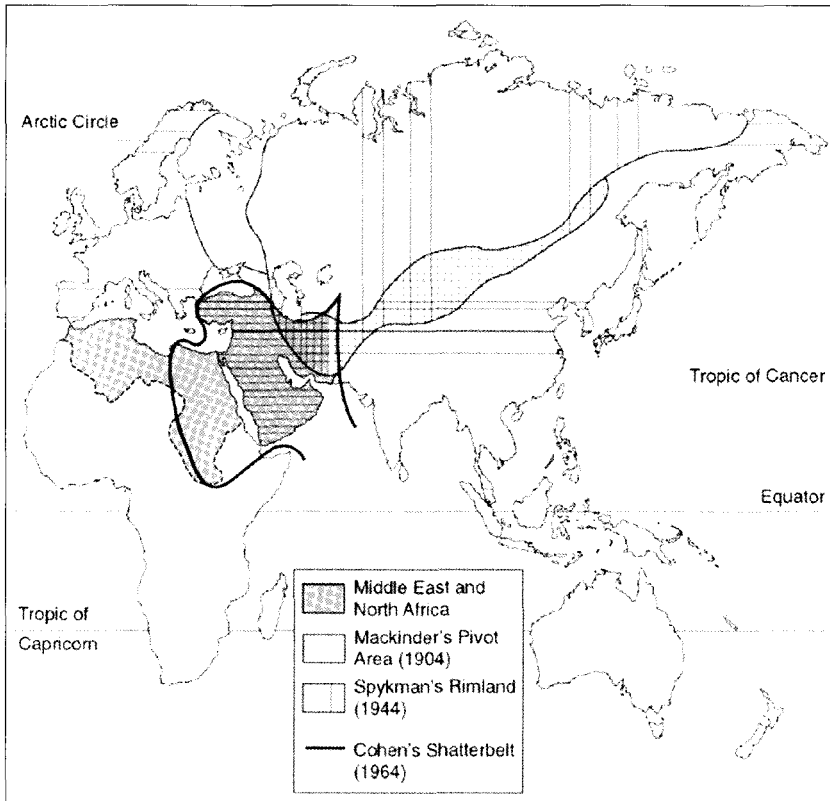 Arctic Circle
Tropic of Cancer
Equator
Tropic of
Capricorn
Middle East and
North Africa
Mackinder's Pivot
Area (1904)
Spykman's Rimland
(1944)
Cohen's Shatterbelt
(1964)